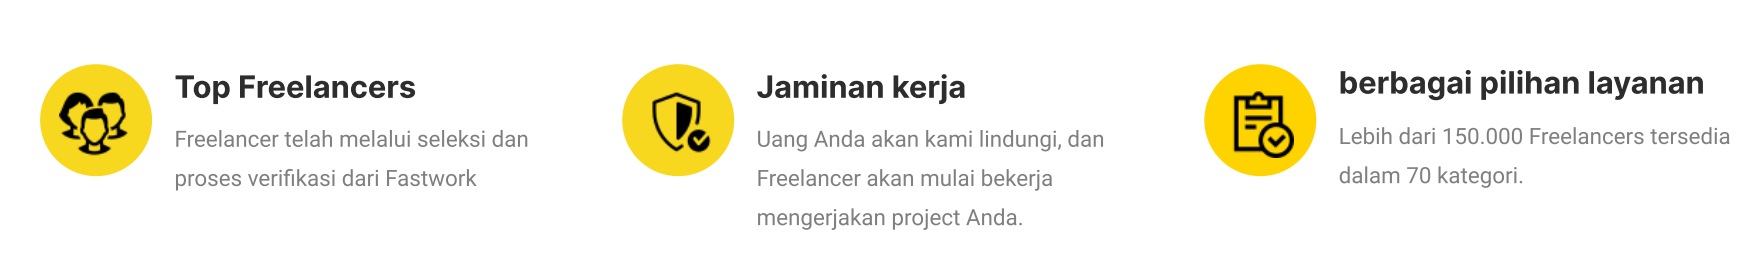 Top Freelancers
Freelancer telah melalui seleksi dan
proses verifikasi dari Fastwork
Jaminan kerja
Uang Anda akan kami lindungi, dan
Freelancer akan mulai bekerja
mengerjakan project Anda.
berbagai pilihan layanan
Lebih dari 150.000 Freelancers tersedia
dalam 70 kategori.